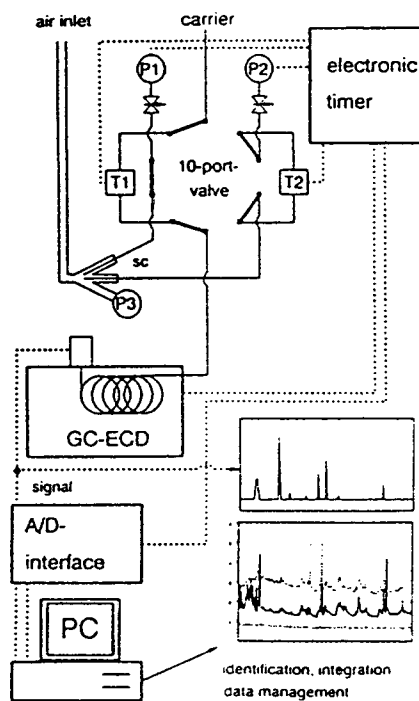 air inlet
carrier
P1
P2
electronic
timer
T1
10-port-
valve
T2
sc
P3
GC-ECD
signal
A/D-
interface
PC
identification, integration
data management